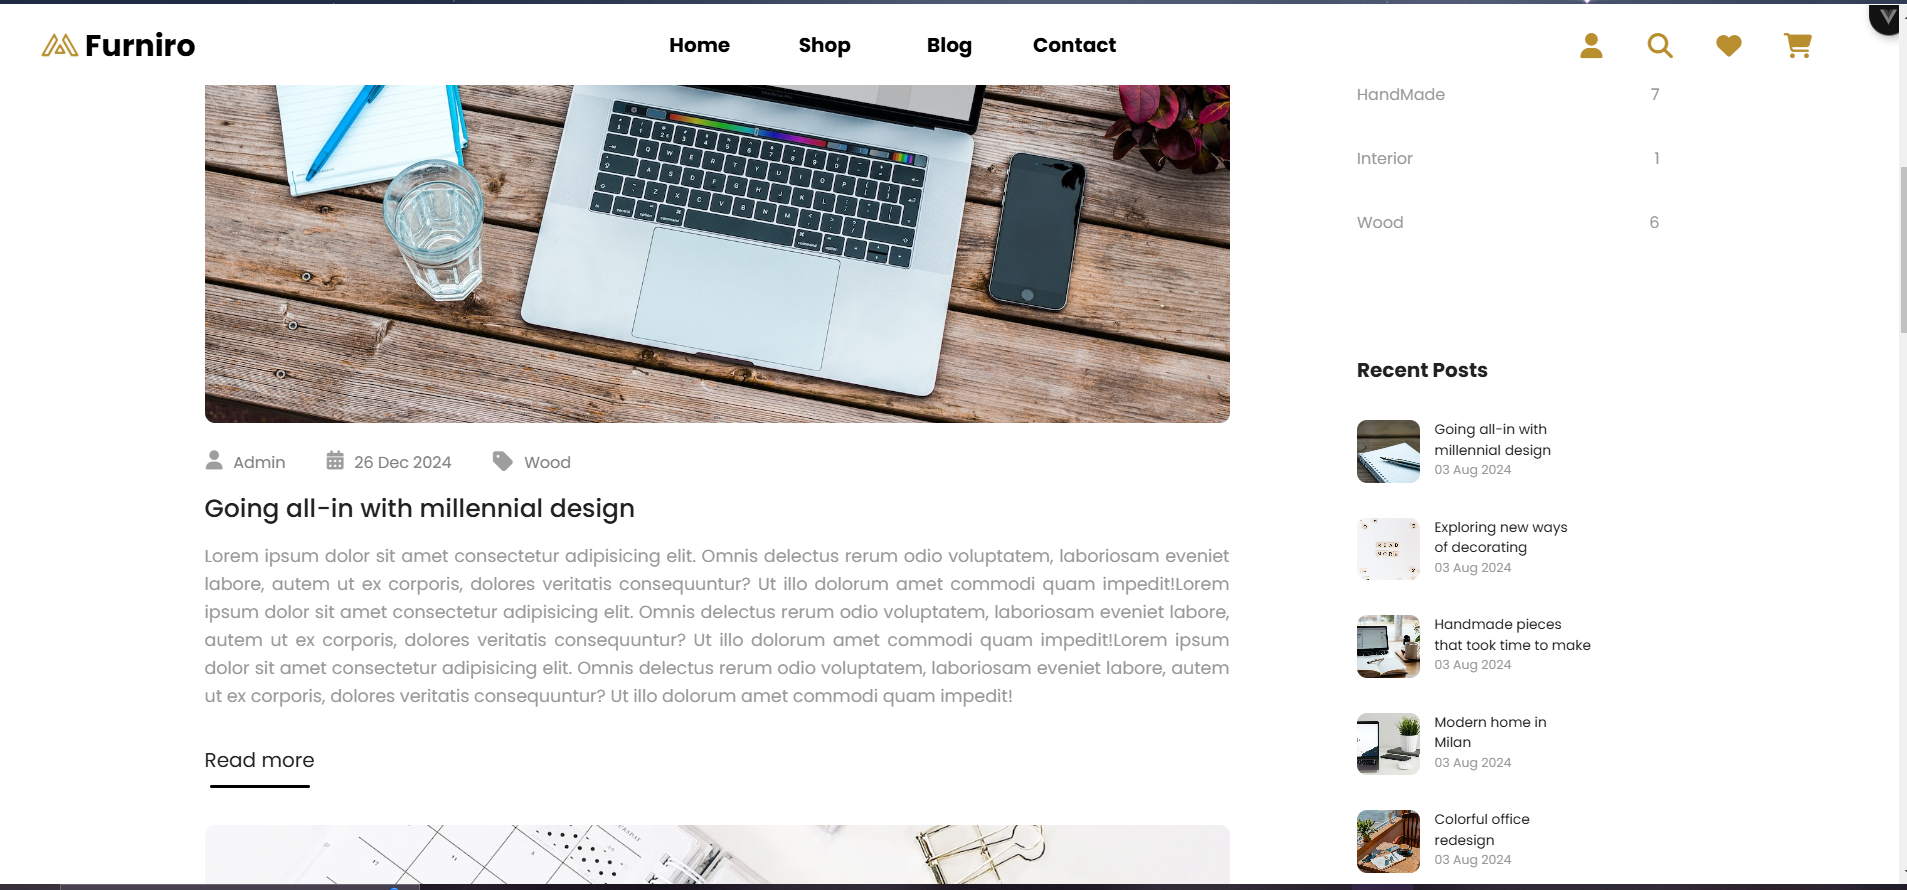 Furniro
Home
Shop
Blog
Contact
HandMade 7
Interior 1
Wood 6
Admin
26 Dec 2024
Wood
Going all-in with millennial design
Lorem ipsum dolor sit amet consectetur adipisicing elit. Omnis delectus rerum odio voluptatem, laboriosam eveniet
labore, autem ut ex corporis, dolores veritatis consequuntur? Ut illo dolorum amet commodi quam impedit!Lorem
ipsum dolor sit amet consectetur adipisicing elit. Omnis delectus rerum odio voluptatem, laboriosam eveniet labore,
autem ut ex corporis, dolores veritatis consequuntur? Ut illo dolorum amet commodi quam impedit!Lorem ipsum
dolor sit amet consectetur adipisicing elit. Omnis delectus rerum odio voluptatem, laboriosam eveniet labore, autem
ut ex corporis, dolores veritatis consequuntur? Ut illo dolorum amet commodi quam impedit!
Read more
Recent Posts
Going all-in with
millennial design
03 Aug 2024
Exploring new ways
of decorating
03 Aug 2024
READ
MORE
Handmade pieces
that took time to make
03 Aug 2024
Modern home in
Milan
03 Aug 2024
Colorful office
redesign
03 Aug 2024